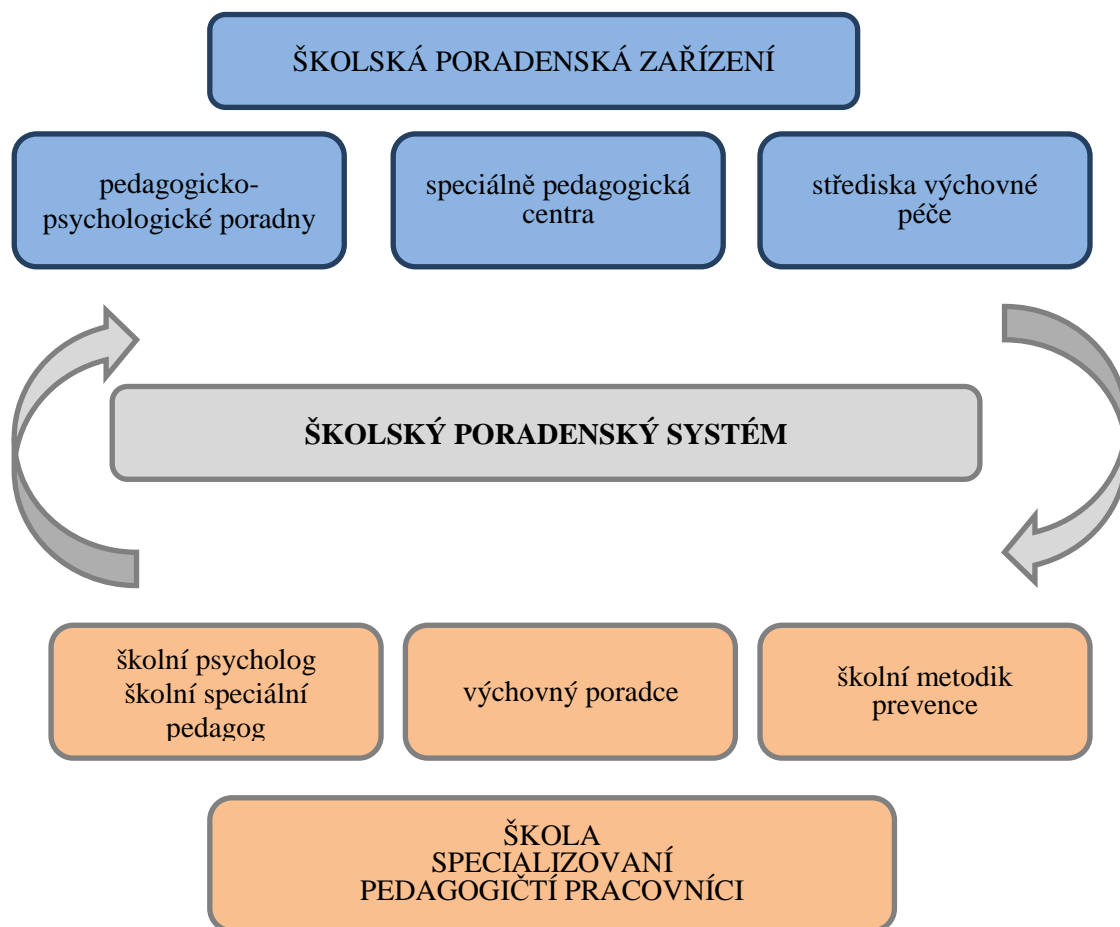 ŠKOLSKÁ PORADENSKÁ ZAŘÍZENÍ
pedagogicko-
psychologické poradny
speciálně pedagogická
centra
střediska výchovné
péče
ŠKOLSKÝ PORADENSKÝ SYSTÉM
školní psycholog
školní speciální
pedagog
výchovný poradce
školní metodik
prevence
ŠKOLA
SPECIALIZOVANÍ
PEDAGOGIČTÍ PRACOVNÍCI